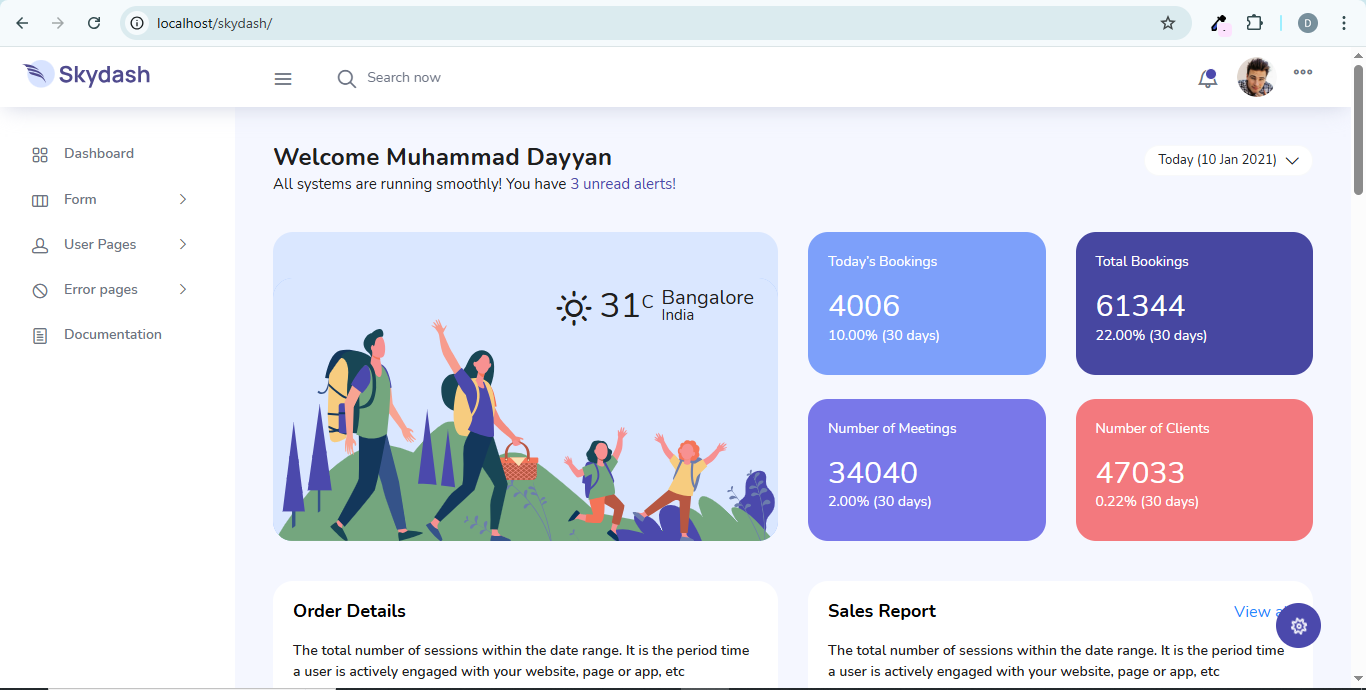 localhost/skydash/
D
Skydash
Search now
Dashboard
Form
User Pages
Error pages
Documentation
Welcome Muhammad Dayyan
All systems are running smoothly! You have 3 unread alerts!
Today (10 Jan 2021)
31C Bangalore
India
Today's Bookings
4006
10.00% (30 days)
Total Bookings
61344
22.00% (30 days)
Number of Meetings
34040
2.00% (30 days)
Number of Clients
47033
0.22% (30 days)
Order Details
The total number of sessions within the date range. It is the period time
a user is actively engaged with your website, page or app, etc
Sales Report
View
The total number of sessions within the date range. It is the period time
a user is actively engaged with your website, page or app, etc